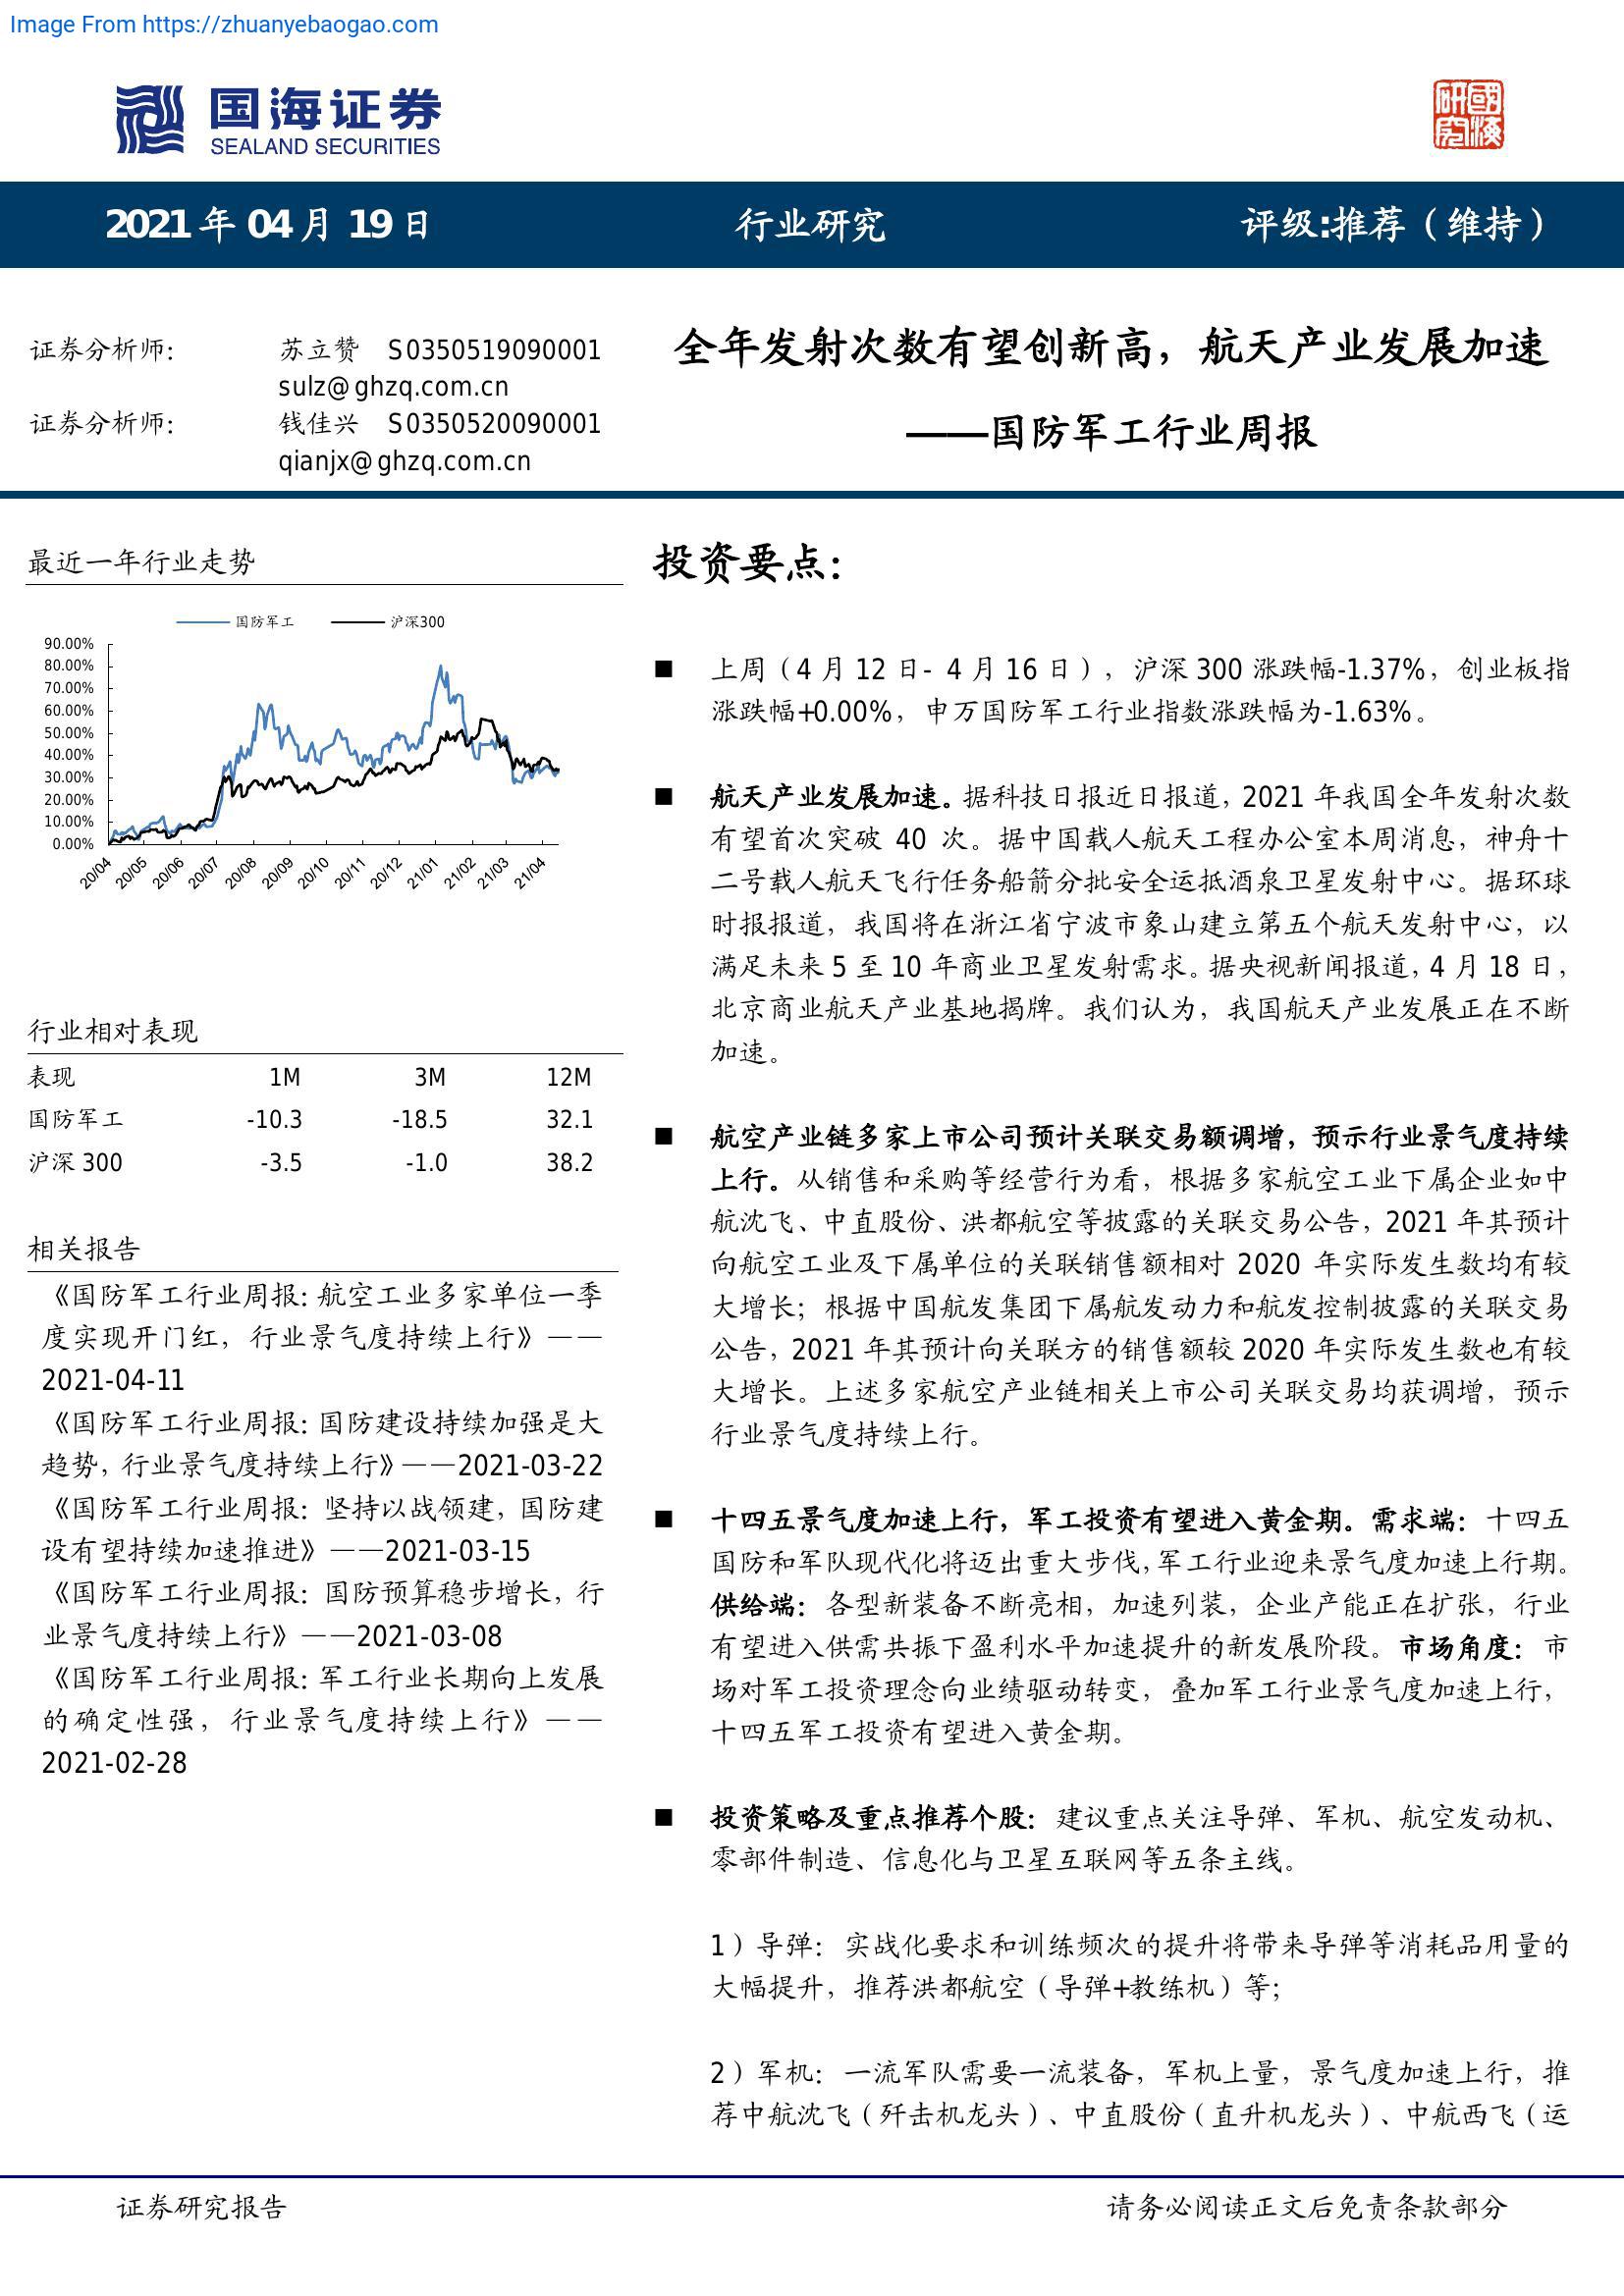 Image From https://zhuanyebaogao.com
国海证券
SEALAND SECURITIES
研究 國海
2021 年 04 月 19 日 行业研究 评级:推荐（维持）
证券分析师： 苏立赞 S0350519090001
sulz@ghzq.com.cn
证券分析师： 钱佳兴 S0350520090001
qianjx@ghzq.com.cn
全年发射次数有望创新高，航天产业发展加速
——国防军工行业周报
最近一年行业走势
国防军工 沪深300
90.00%
80.00%
70.00%
60.00%
50.00%
40.00%
30.00%
20.00%
10.00%
0.00%
20/04 20/05 20/06 20/07 20/08 20/09 20/10 20/11 20/12 21/01 21/02 21/03 21/04
行业相对表现
表现 1M 3M 12M
国防军工 -10.3 -18.5 32.1
沪深 300 -3.5 -1.0 38.2
相关报告
《国防军工行业周报：航空工业多家单位一季
度实现开门红，行业景气度持续上行》——
2021-04-11
《国防军工行业周报：国防建设持续加强是大
趋势，行业景气度持续上行》——2021-03-22
《国防军工行业周报：坚持以战领建，国防建
设有望持续加速推进》——2021-03-15
《国防军工行业周报：国防预算稳步增长，行
业景气度持续上行》——2021-03-08
《国防军工行业周报：军工行业长期向上发展
的确定性强，行业景气度持续上行》——
2021-02-28
投资要点：
■ 上周（4 月 12 日- 4 月 16 日），沪深 300 涨跌幅-1.37%，创业板指
涨跌幅+0.00%，申万国防军工行业指数涨跌幅为-1.63%。
■ 航天产业发展加速。据科技日报近日报道，2021 年我国全年发射次数
有望首次突破 40 次。据中国载人航天工程办公室本周消息，神舟十
二号载人航天飞行任务船箭分批安全运抵酒泉卫星发射中心。据环球
时报报道，我国将在浙江省宁波市象山建立第五个航天发射中心，以
满足未来 5 至 10 年商业卫星发射需求。据央视新闻报道，4 月 18 日，
北京商业航天产业基地揭牌。我们认为，我国航天产业发展正在不断
加速。
■ 航空产业链多家上市公司预计关联交易额调增，预示行业景气度持续
上行。从销售和采购等经营行为看，根据多家航空工业下属企业如中
航沈飞、中直股份、洪都航空等披露的关联交易公告，2021 年其预计
向航空工业及下属单位的关联销售额相对 2020 年实际发生数均有较
大增长；根据中国航发集团下属航发动力和航发控制披露的关联交易
公告，2021 年其预计向关联方的销售额较 2020 年实际发生数也有较
大增长。上述多家航空产业链相关上市公司关联交易均获调增，预示
行业景气度持续上行。
■ 十四五景气度加速上行，军工投资有望进入黄金期。需求端：十四五
国防和军队现代化将迈出重大步伐，军工行业迎来景气度加速上行期。
供给端：各型新装备不断亮相，加速列装，企业产能正在扩张，行业
有望进入供需共振下盈利水平加速提升的新发展阶段。市场角度：市
场对军工投资理念向业绩驱动转变，叠加军工行业景气度加速上行，
十四五军工投资有望进入黄金期。
■ 投资策略及重点推荐个股：建议重点关注导弹、军机、航空发动机、
零部件制造、信息化与卫星互联网等五条主线。
1）导弹：实战化要求和训练频次的提升将带来导弹等消耗品用量的
大幅提升，推荐洪都航空（导弹+教练机）等；
2）军机：一流军队需要一流装备，军机上量，景气度加速上行，推
荐中航沈飞（歼击机龙头）、中直股份（直升机龙头）、中航西飞（运
证券研究报告 请务必阅读正文后免责条款部分